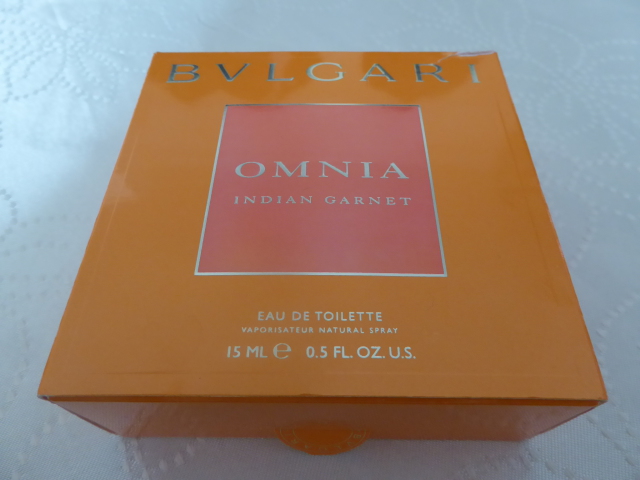 BVLGARI
OMNIA
INDIAN GARNET
EAU DE TOILETTE
VAPORISATEUR NATURAL SPRAY
15 ML ℮ 0.5 FL. OZ. U.S.